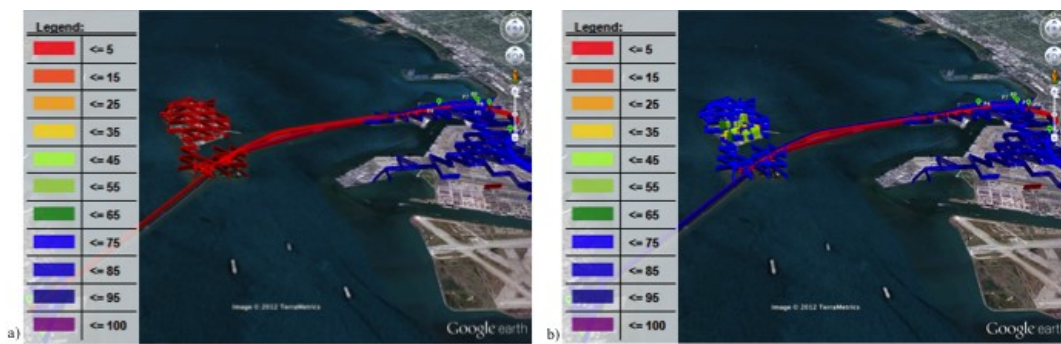 a)
Legend:
<= 5
<= 15
<= 25
<= 35
<= 45
<= 55
<= 65
<= 75
<= 85
<= 95
<= 100
Image © 2012 TerraMetrics
Google earth
b)
Legend:
<= 5
<= 15
<= 25
<= 35
<= 45
<= 55
<= 65
<= 75
<= 85
<= 95
<= 100
Image © 2012 TerraMetrics
Google earth